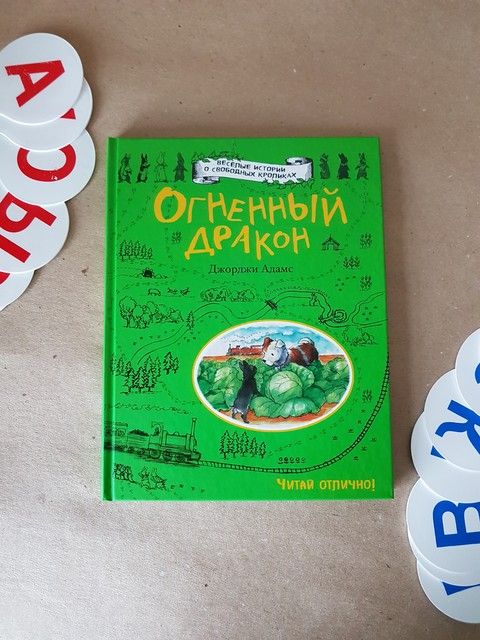 ВЕСЁЛЫЕ ИСТОРИИ
О СВОБОДНЫХ КРОЛИКАХ
ОГНЕННЫЙ
ДРАКОН
Джорджи Адамс
ЧИТАЙ ОТЛИЧНО!
А
О
Ы
К
В